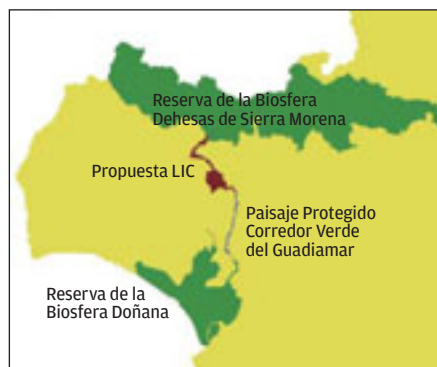 Reserva de la Biosfera
Dehesas de Sierra Morena
Propuesta LIC
Paisaje Protegido
Corredor Verde
del Guadiamar
Reserva de la
Biosfera Doñana